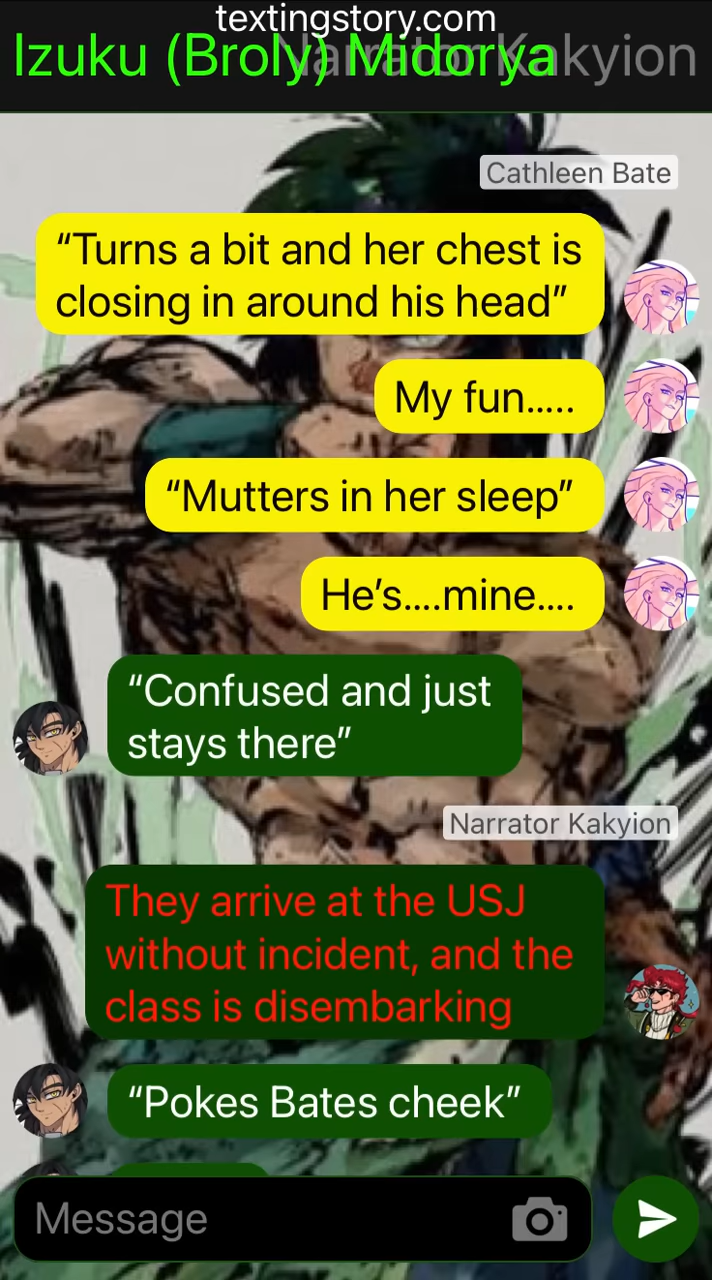 textingstory.com
Izuku (Broly) Midorya
Narrator Kakyion
Cathleen Bate
“Turns a bit and her chest is
closing in around his head”
My fun.....
“Mutters in her sleep”
He’s....mine....
“Confused and just
stays there”
Narrator Kakyion
They arrive at the USJ
without incident, and the
class is disembarking
“Pokes Bates cheek”
Message